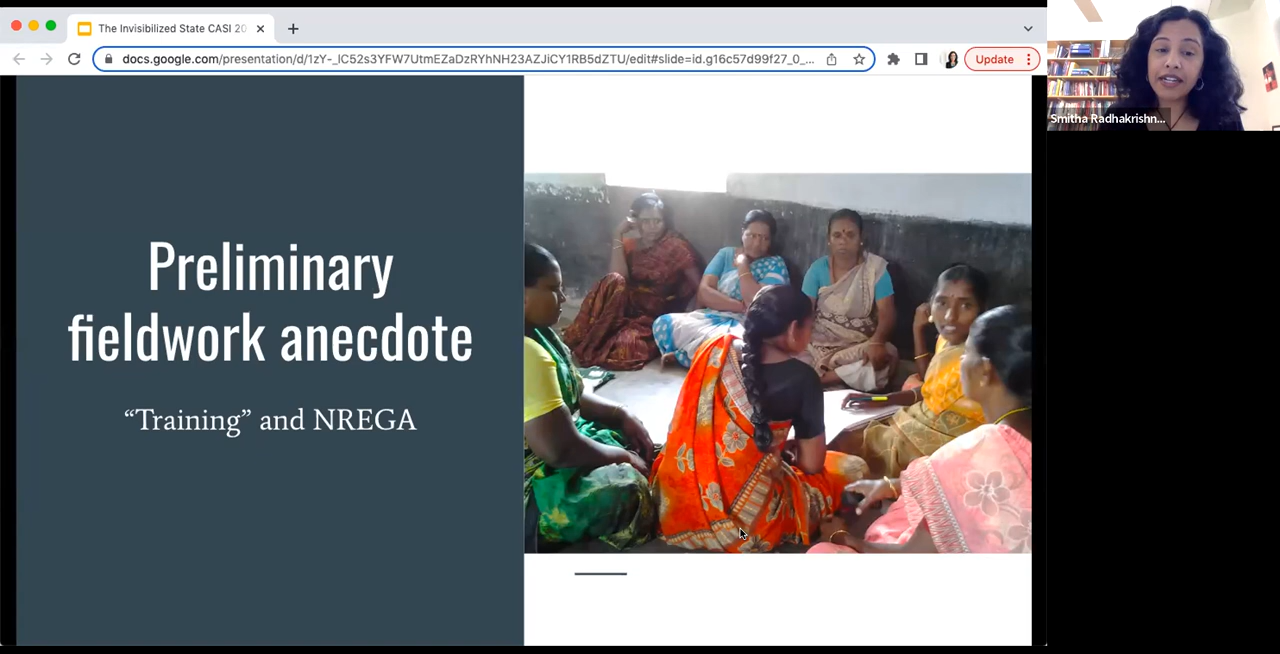 The Invisibilized State CASI 20
docs.google.com/presentation/d/1zY-_lC52s3YFW7UtmEZaDzRYhNH23AZJiCY1RB5dZTU/edit#slide=id.g16c57d99f27_0_...
Update
Smitha Radhakrishn...
Preliminary
fieldwork anecdote
“Training” and NREGA